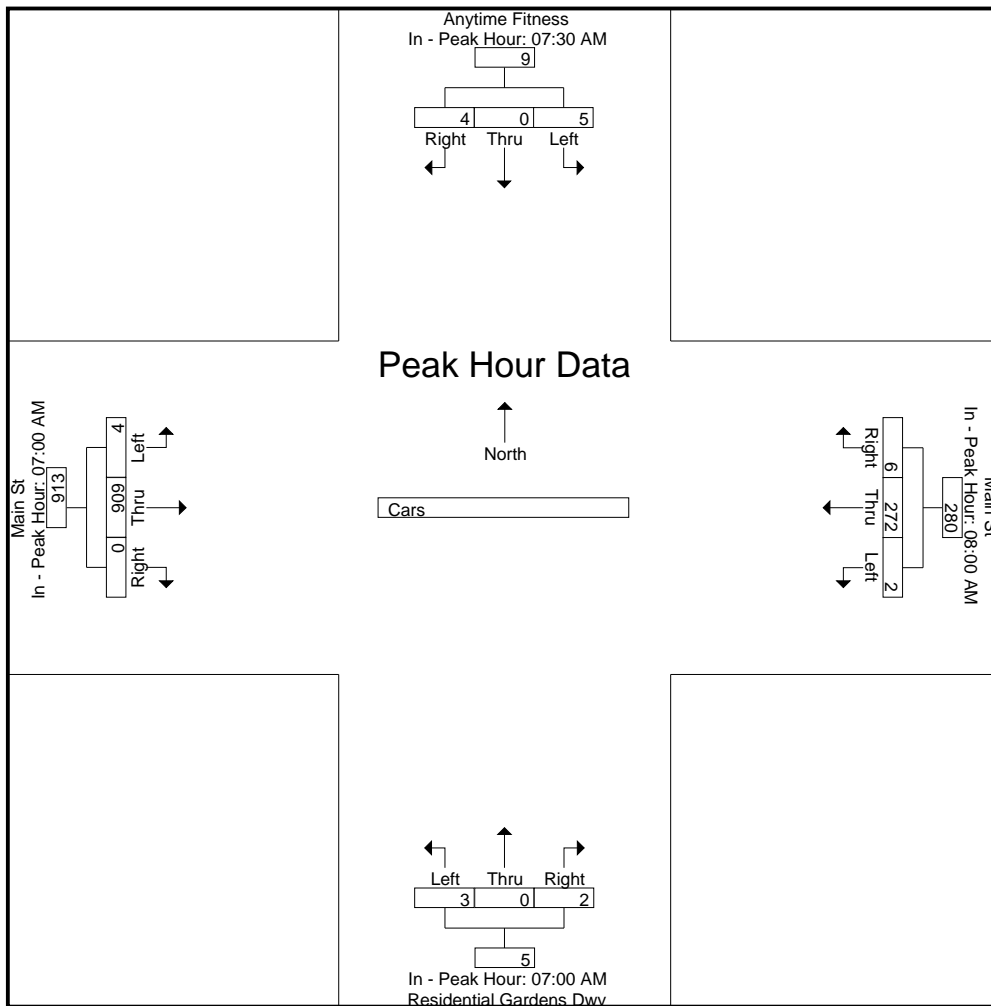 Anytime Fitness
In - Peak Hour: 07:30 AM
9
4 0 5
Right Thru Left
Peak Hour Data
North
Cars
Main St
In - Peak Hour: 07:00 AM
913
4 909 0
Left Thru Right
Right Thru Left
6 272 2
280
In - Peak Hour: 08:00 AM
Main St
Left Thru Right
3 0 2
5
In - Peak Hour: 07:00 AM
Residential Gardens Dwy